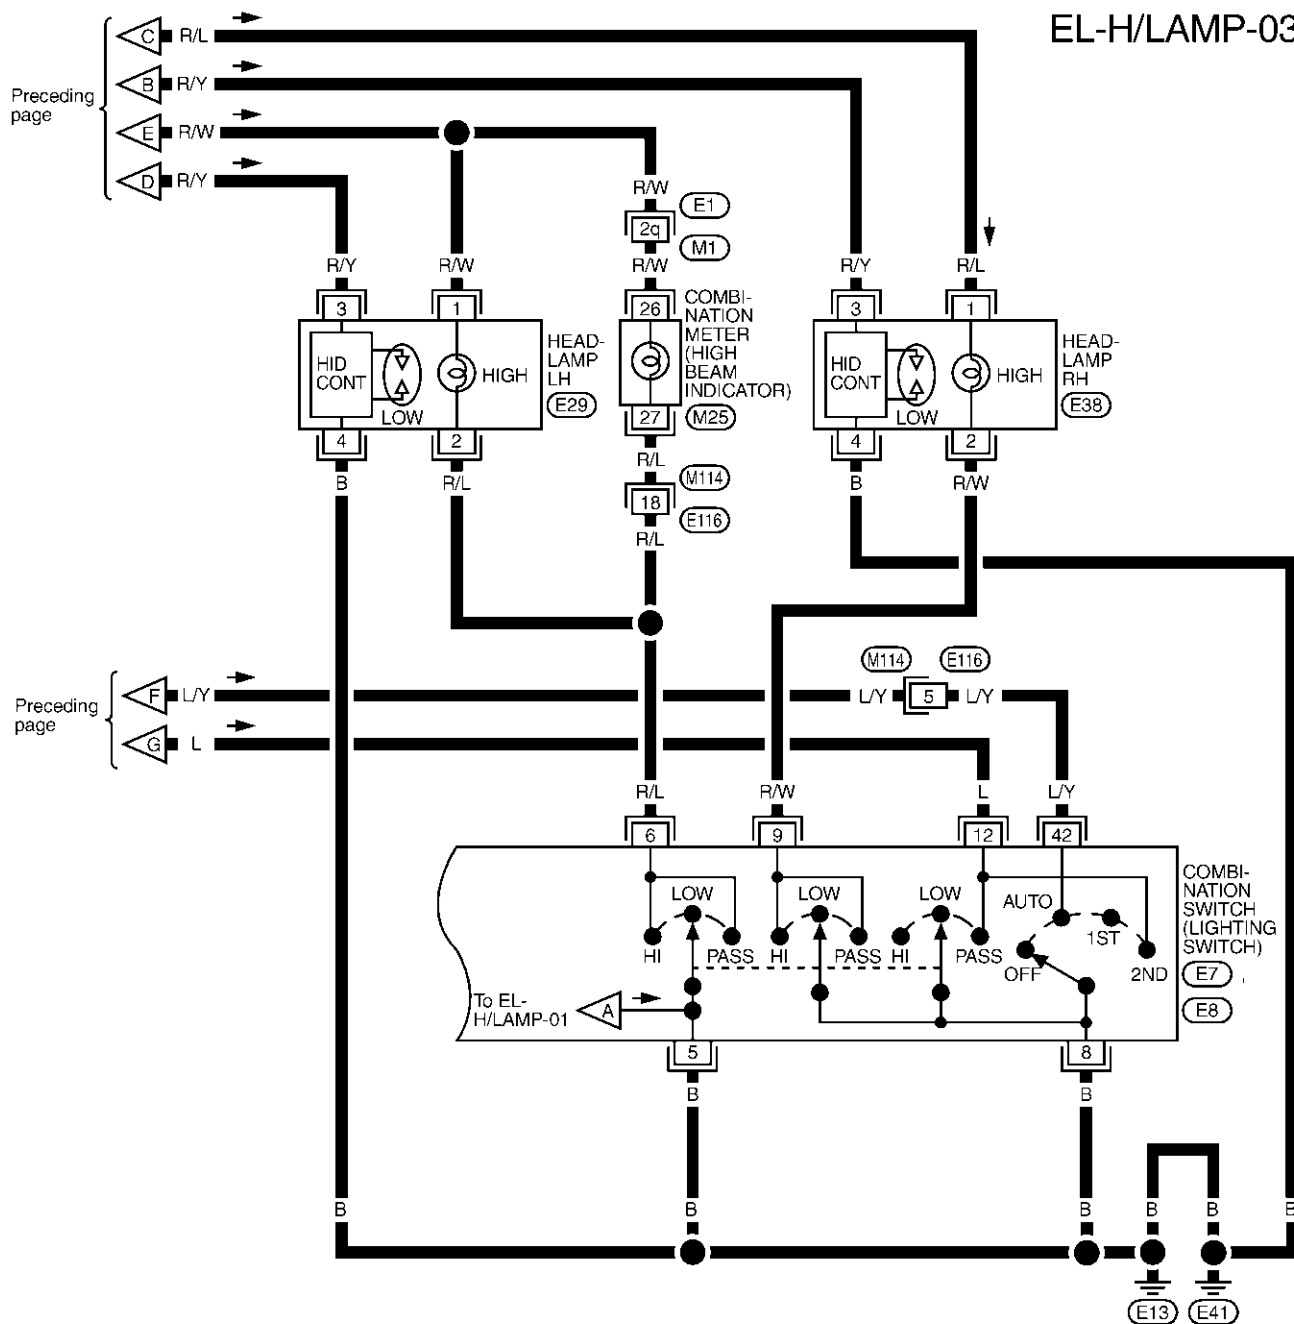 EL-H/LAMP-03
Preceding
page
C R/L
B R/Y
E R/W
D R/Y
R/W
E1
2q
M1
R/Y
R/W
R/W
R/Y
R/L
3
1
26
3
1
COMBI-
NATION
METER
(HIGH
BEAM
INDICATOR)
HID
CONT
LOW
HIGH
HEAD-
LAMP
LH
E29
HID
CONT
LOW
HIGH
HEAD-
LAMP
RH
E38
4
2
27
M25
4
2
B
R/L
R/L
B
R/W
M114
18
E116
R/L
M114
E116
Preceding
page
F L/Y
L/Y 5 L/Y
G L
R/L
R/W
L
L/Y
6
9
12
42
LOW
HI
PASS
LOW
HI
PASS
LOW
HI
PASS
AUTO
1ST
OFF
2ND
COMBI-
NATION
SWITCH
(LIGHTING
SWITCH)
E7 ,
E8
To EL-
H/LAMP-01
A
5
8
B
B
B
B
B
B
B
B
E13
E41